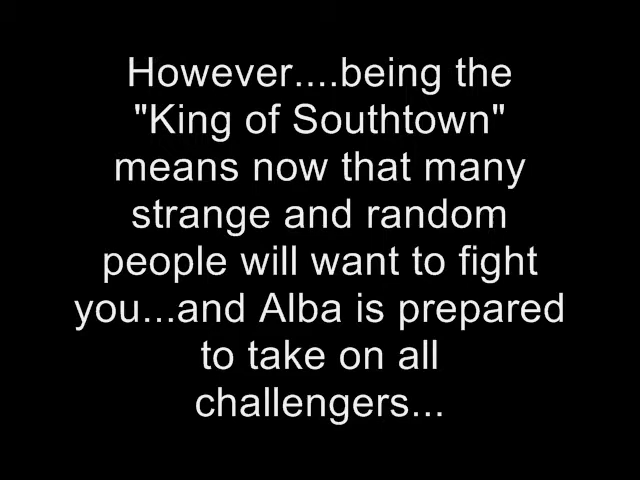 However....being the
"King of Southtown"
means now that many
strange and random
people will want to fight
you...and Alba is prepared
to take on all
challengers...